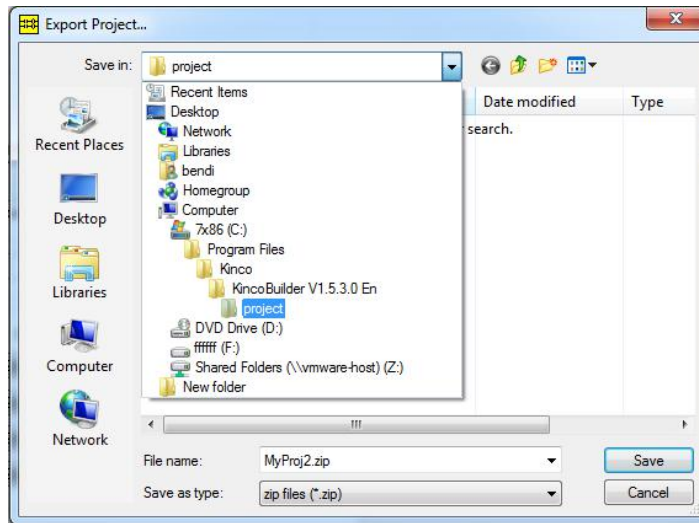 Export Project...
Save in:
project
Recent Items
Desktop
Network
Libraries
bendi
Homegroup
Computer
7x86 (C:)
Program Files
Kinco
KincoBuilder V1.5.3.0 En
project
DVD Drive (D:)
ffffff (F:)
Shared Folders (\\vmware-host) (Z:)
New folder
Date modified
Type
search.
Recent Places
Desktop
Libraries
Computer
Network
File name:
MyProj2.zip
Save
Save as type:
zip files (*.zip)
Cancel